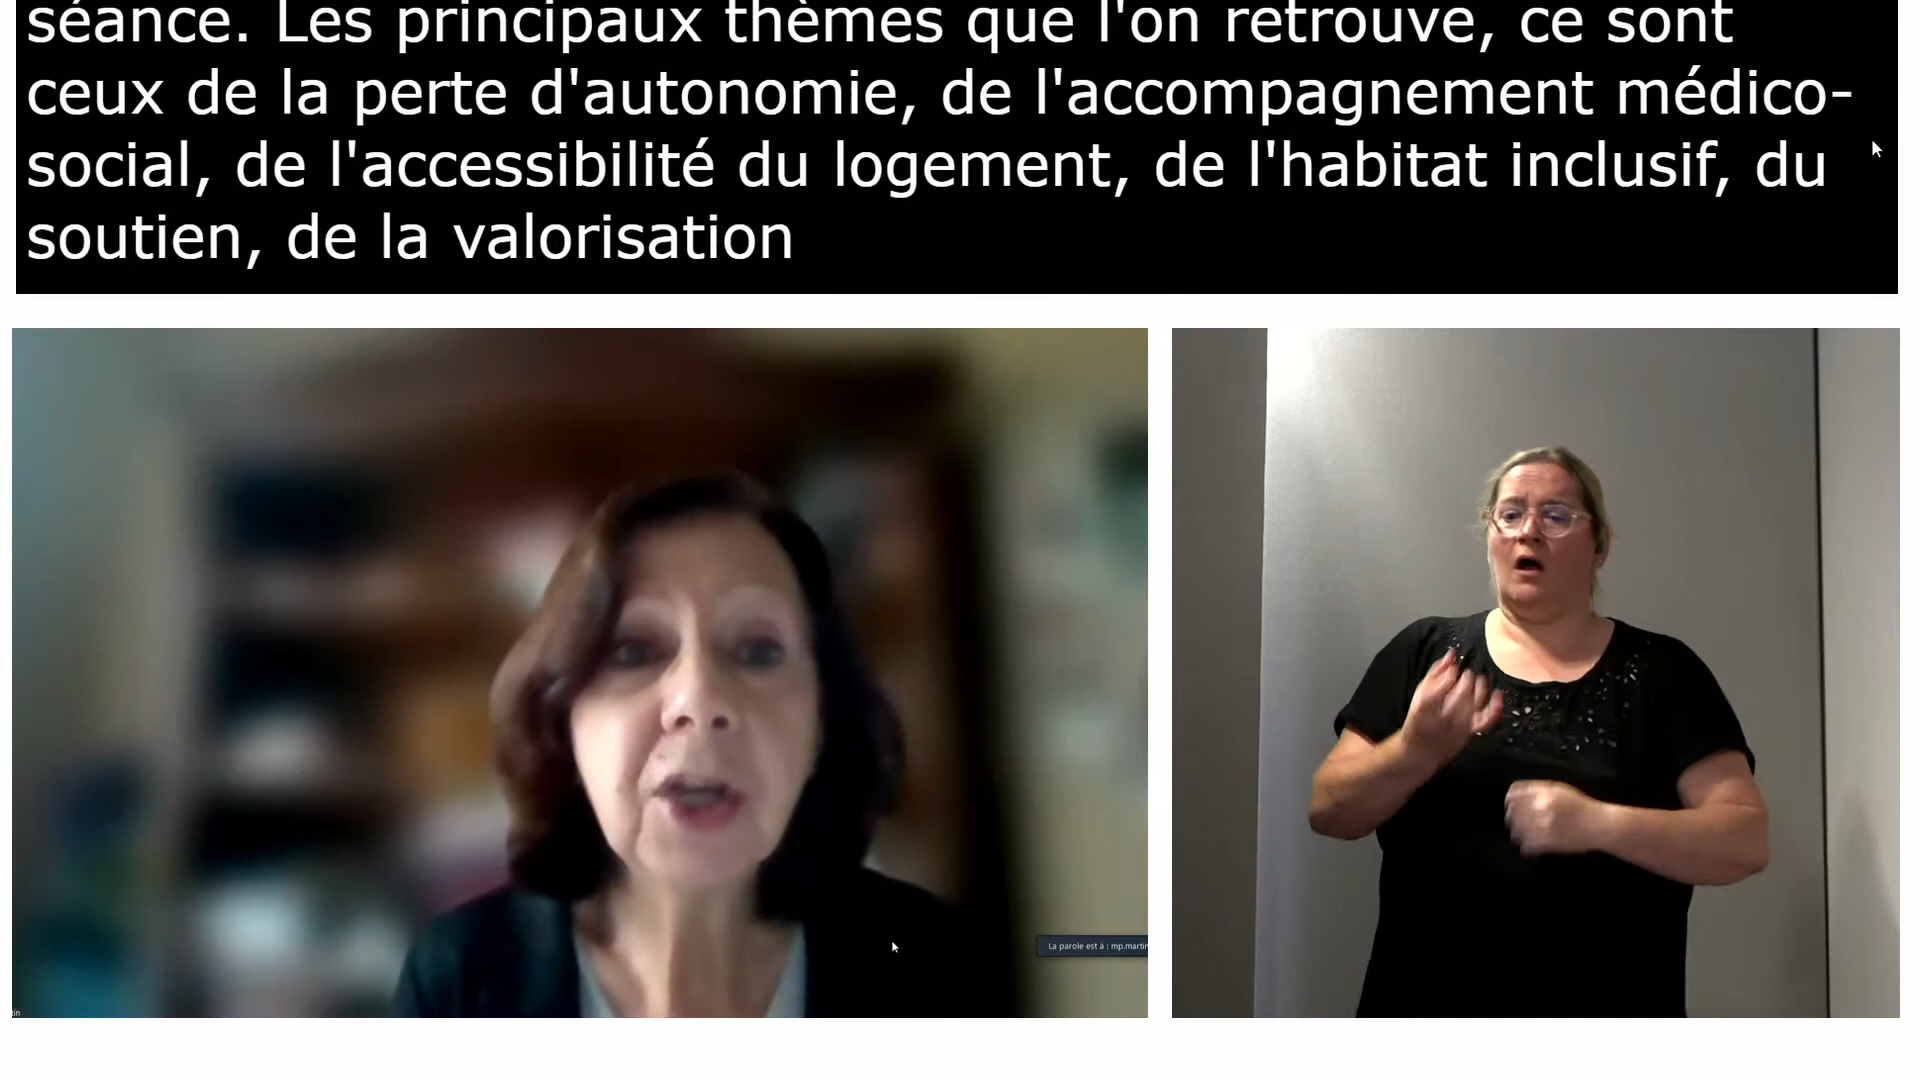 séance. Les principaux thèmes que l'on retrouve, ce sont
ceux de la perte d'autonomie, de l'accompagnement médico-
social, de l'accessibilité du logement, de l'habitat inclusif, du
soutien, de la valorisation
La parole est à : mp.martin
tin